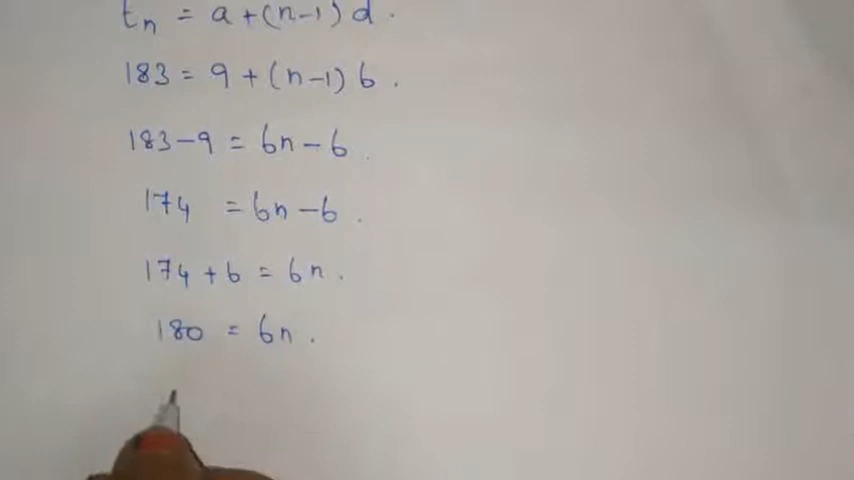 tn = a + (n-1) d.
183 = 9 + (n-1) 6.
183-9 = 6n-6.
174 = 6n-6.
174+6 = 6n.
180 = 6n.